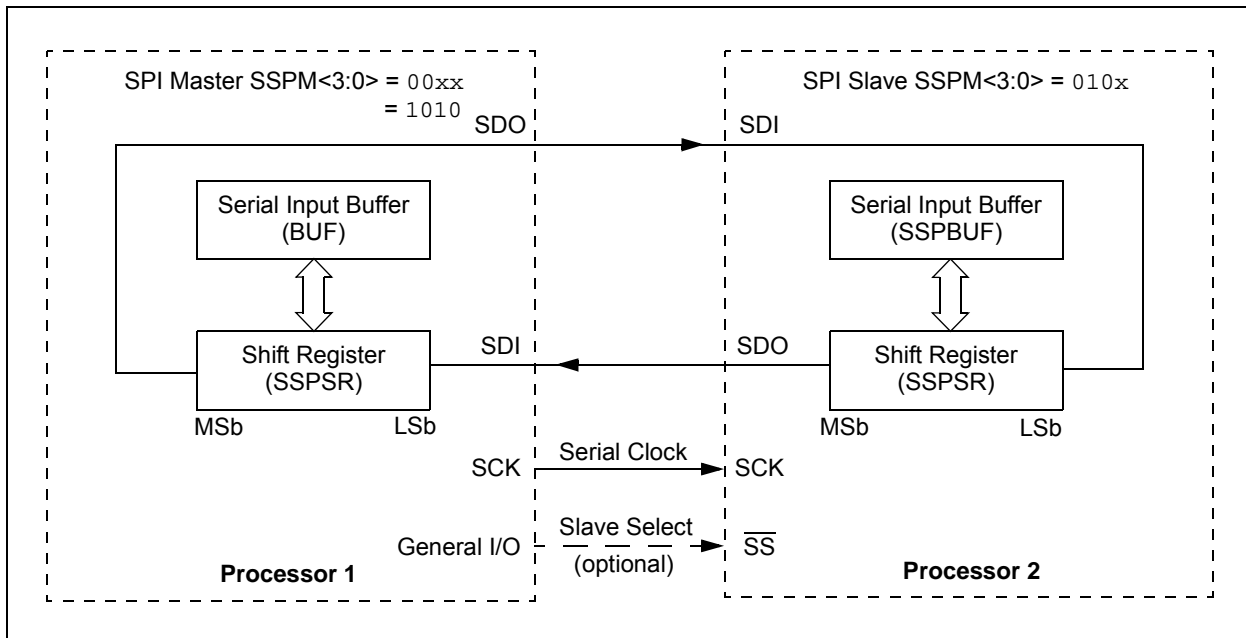 SPI Master SSPM<3:0> = 00xx
= 1010
SPI Slave SSPM<3:0> = 010x
SDO
SDI
Serial Input Buffer
(BUF)
Serial Input Buffer
(SSPBUF)
Shift Register
(SSPSR)
SDI
SDO
Shift Register
(SSPSR)
MSb
LSb
MSb
LSb
SCK
Serial Clock
SCK
General I/O
Slave Select
(optional)
S̅S̅
Processor 1
Processor 2